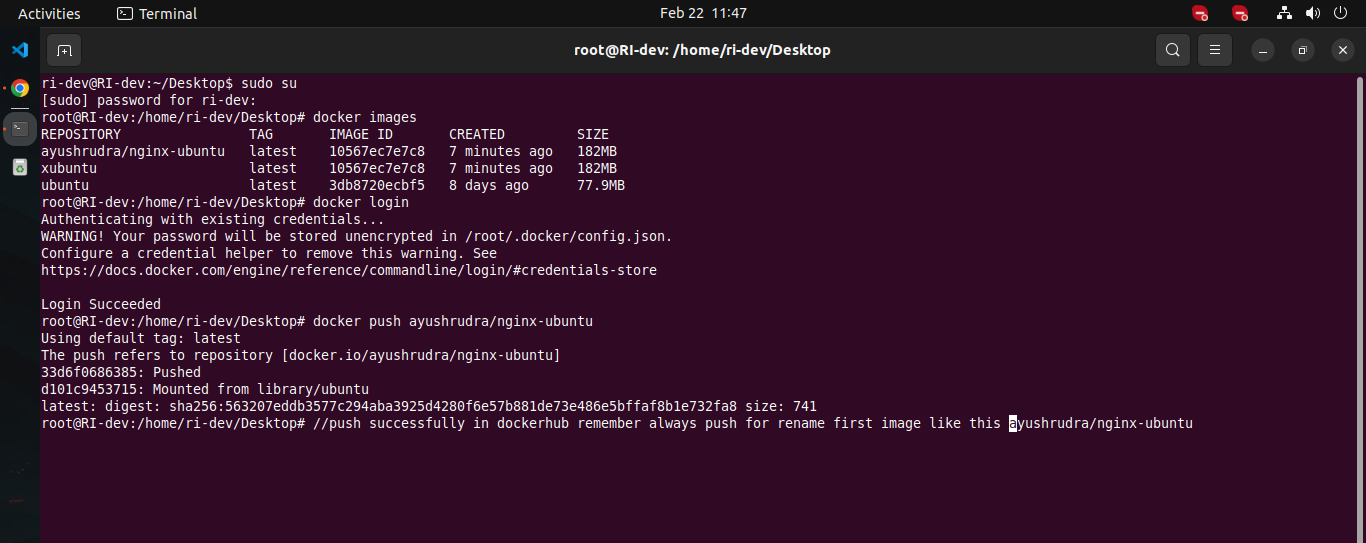 Activities Terminal Feb 22 11:47
root@RI-dev: /home/ri-dev/Desktop
ri-dev@RI-dev:~/Desktop$ sudo su
[sudo] password for ri-dev:
root@RI-dev:/home/ri-dev/Desktop# docker images
REPOSITORY TAG IMAGE ID CREATED SIZE
ayushrudra/nginx-ubuntu latest 10567ec7e7c8 7 minutes ago 182MB
xubuntu latest 10567ec7e7c8 7 minutes ago 182MB
ubuntu latest 3db8720ecbf5 8 days ago 77.9MB
root@RI-dev:/home/ri-dev/Desktop# docker login
Authenticating with existing credentials...
WARNING! Your password will be stored unencrypted in /root/.docker/config.json.
Configure a credential helper to remove this warning. See
https://docs.docker.com/engine/reference/commandline/login/#credentials-store
Login Succeeded
root@RI-dev:/home/ri-dev/Desktop# docker push ayushrudra/nginx-ubuntu
Using default tag: latest
The push refers to repository [docker.io/ayushrudra/nginx-ubuntu]
33d6f0686385: Pushed
d101c9453715: Mounted from library/ubuntu
latest: digest: sha256:563207eddb3577c294aba3925d4280f6e57b881de73e486e5bffaf8b1e732fa8 size: 741
root@RI-dev:/home/ri-dev/Desktop# //push successfully in dockerhub remember always push for rename first image like this ayushrudra/nginx-ubuntu